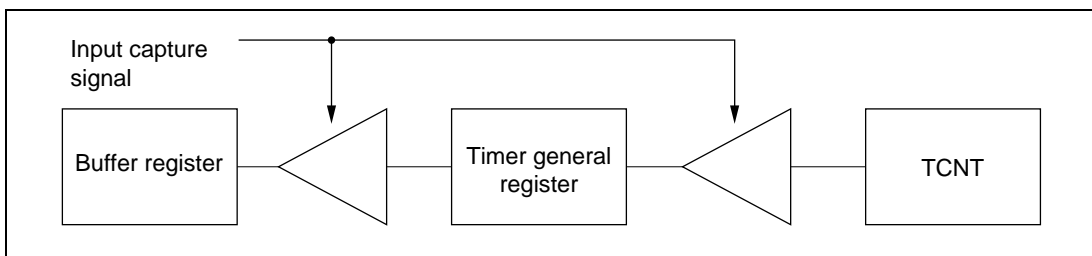 Input capture
signal
Buffer register
Timer general
register
TCNT